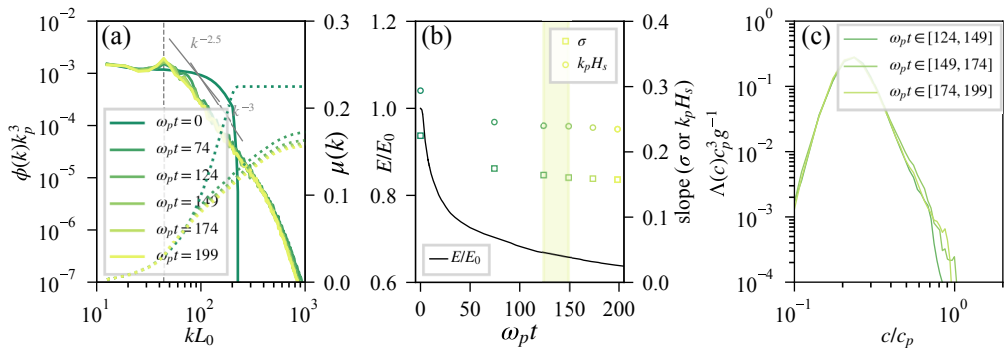 (a)
k^{-2.5}
k^{-3}
ω_p t = 0
ω_p t = 74
ω_p t = 124
ω_p t = 149
ω_p t = 174
ω_p t = 199
10^0
10^{-1}
10^{-2}
10^{-3}
10^{-4}
10^{-5}
10^{-6}
10^{-7}
ϕ(k)k_p^3
10^1
10^2
10^3
kL_0
0.3
0.2
0.1
0.0
μ(k)
(b)
σ
k_p H_s
E/E_0
1.2
1.0
0.8
0.6
E/E_0
0
50
100
150
200
ω_p t
0.4
0.3
0.2
0.1
0.0
slope (σ or k_p H_s)
(c)
ω_p t ∈ [124, 149]
ω_p t ∈ [149, 174]
ω_p t ∈ [174, 199]
10^0
10^{-1}
10^{-2}
10^{-3}
10^{-4}
Λ(c)c_p^3 g^{-1}
10^{-1}
10^0
c/c_p